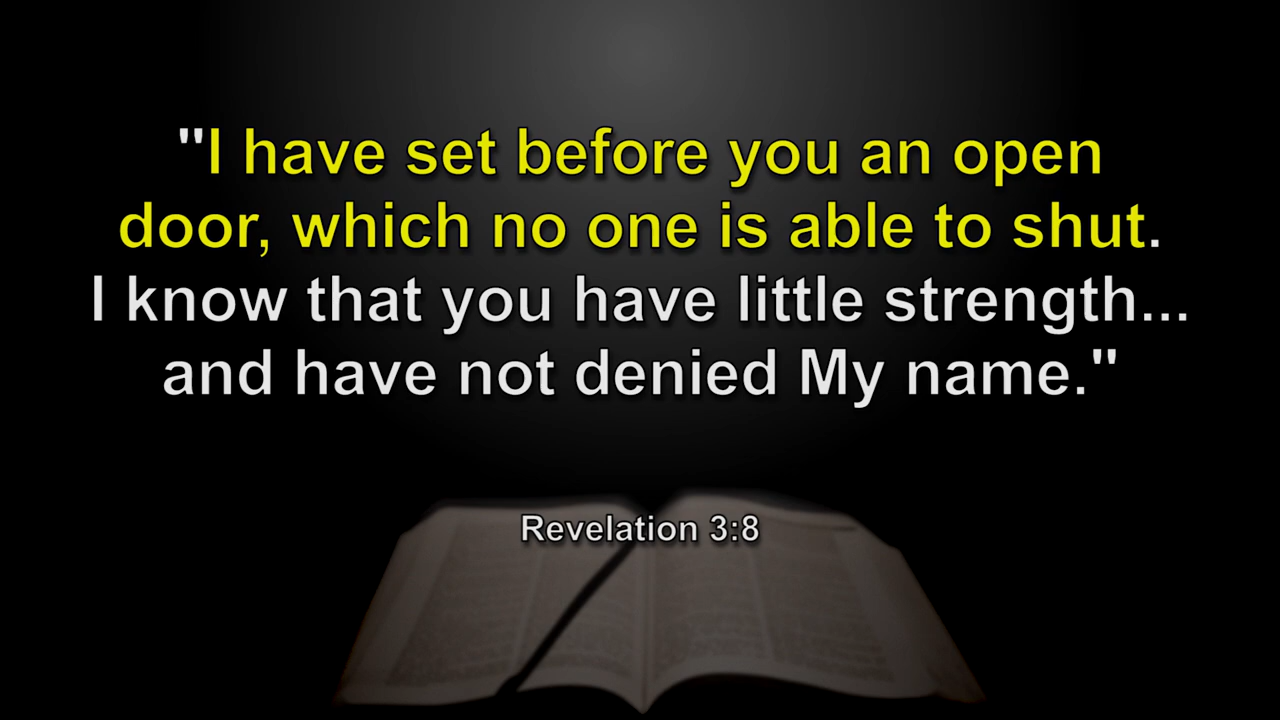 "I have set before you an open
door, which no one is able to shut.
I know that you have little strength...
and have not denied My name."
Revelation 3:8